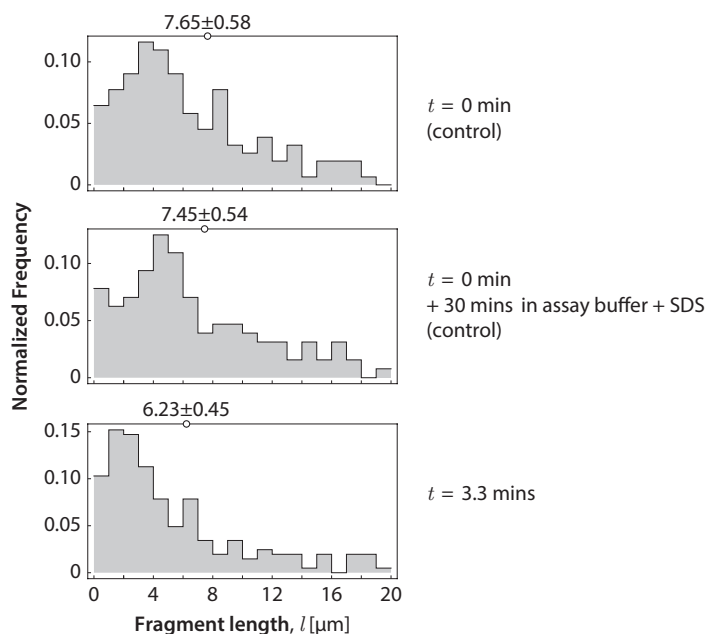 7.65±0.58
0.10
0.05
0
t = 0 min
(control)
7.45±0.54
0.10
0.05
0
t = 0 min
+ 30 mins in assay buffer + SDS
(control)
Normalized Frequency
6.23±0.45
0.15
0.10
0.05
0
t = 3.3 mins
0 4 8 12 16 20
Fragment length, l [μm]